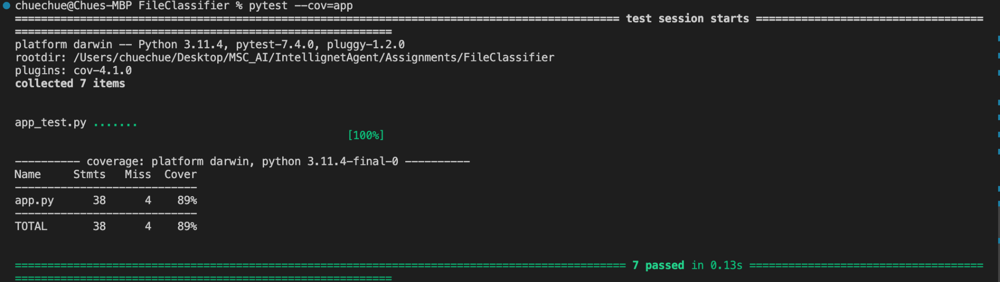 chuechue@Chues-MBP FileClassifier % pytest --cov=app
============================================================================================= test session starts ===================================
==========================================================
platform darwin -- Python 3.11.4, pytest-7.4.0, pluggy-1.2.0
rootdir: /Users/chuechue/Desktop/MSC_AI/IntellignetAgent/Assignments/FileClassifier
plugins: cov-4.1.0
collected 7 items
app_test.py .......
[100%]
---------- coverage: platform darwin, python 3.11.4-final-0 ----------
Name     Stmts   Miss  Cover
----------------------------
app.py      38      4    89%
----------------------------
TOTAL       38      4    89%
============================================================================================== 7 passed in 0.13s ====================================
==========================================================